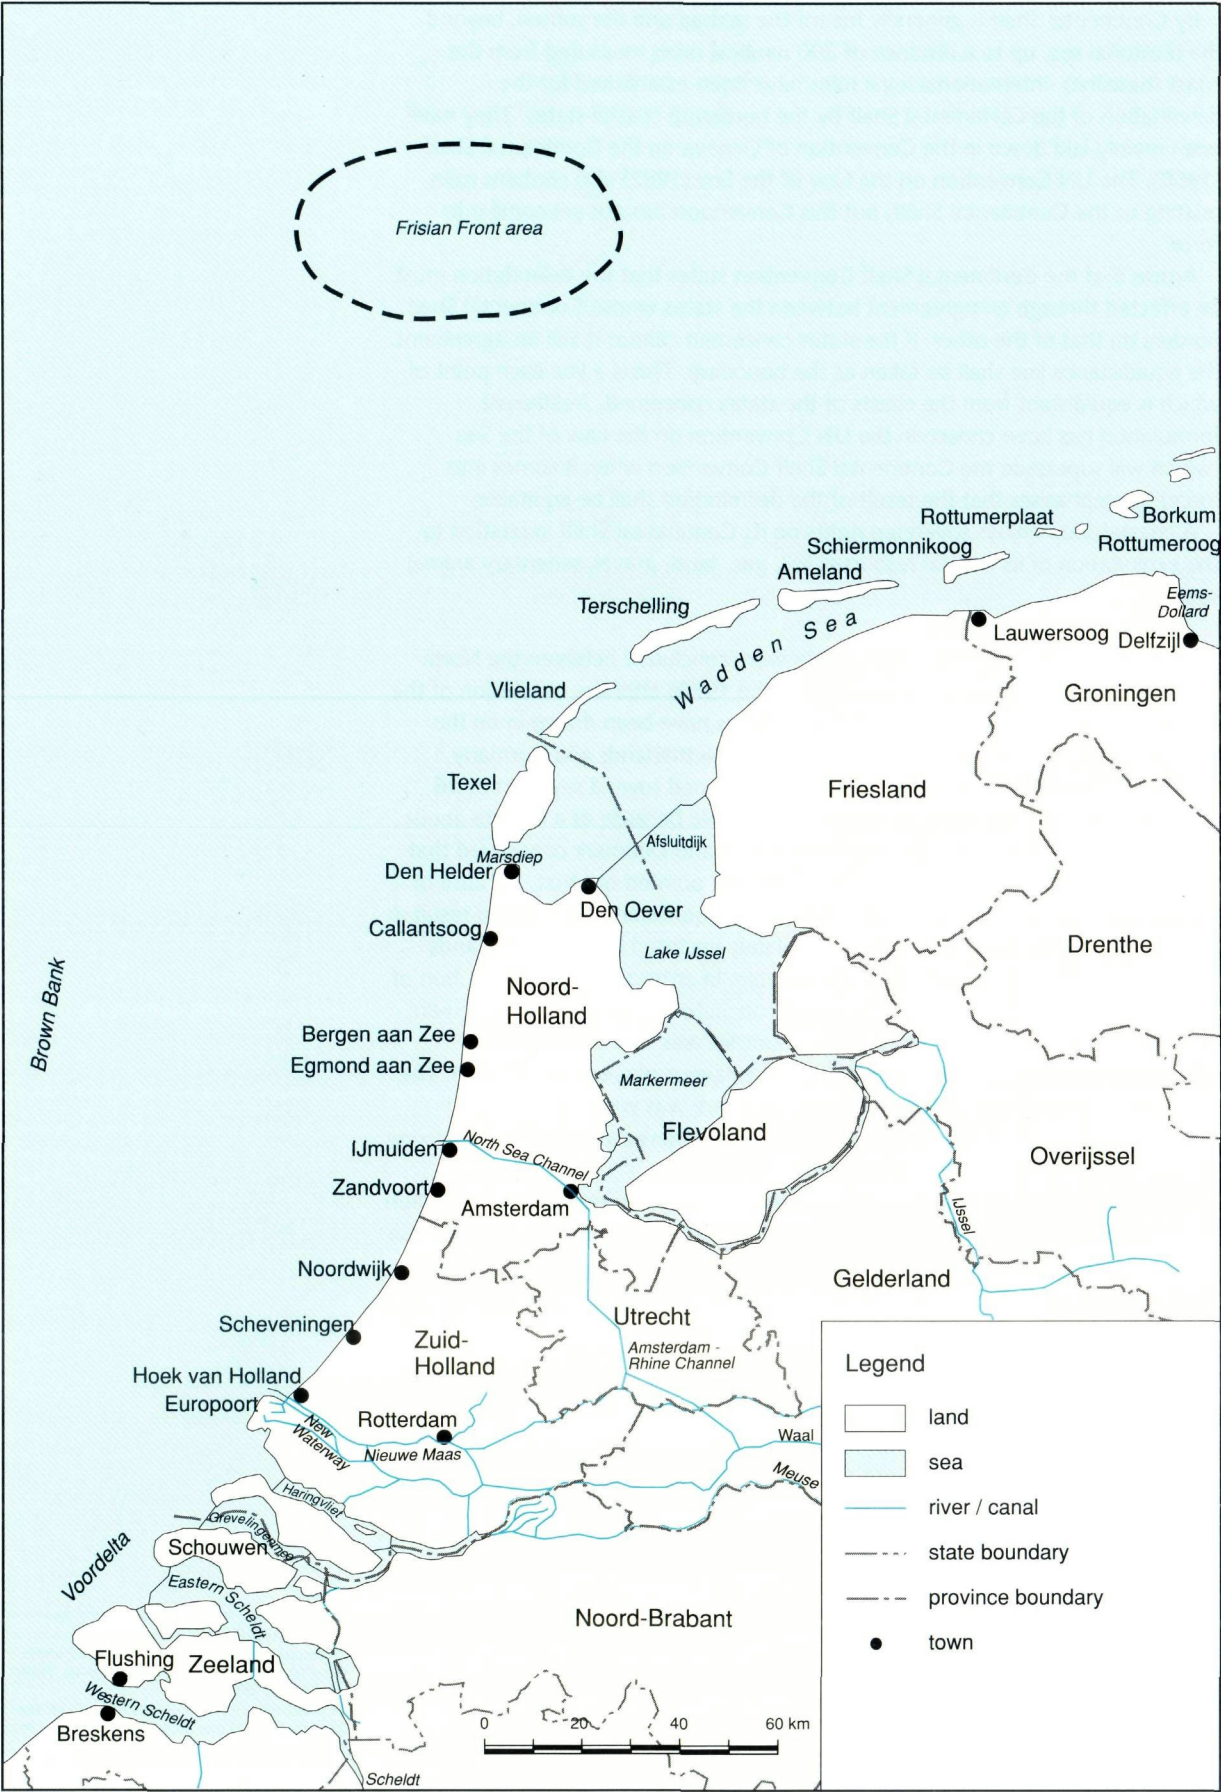 Frisian Front area
Rottumerplaat
Borkum
Rottumeroog
Schiermonnikoog
Ameland
Eems-
Dollard
Terschelling
Wadden Sea
Lauwersoog
Delfzijl
Vlieland
Groningen
Texel
Friesland
Afsluitdijk
Marsdiep
Den Helder
Den Oever
Callantsoog
Lake IJssel
Drenthe
Brown Bank
Noord-
Holland
Bergen aan Zee
Egmond aan Zee
Markermeer
Flevoland
IJmuiden
North Sea Channel
Overijssel
Zandvoort
Amsterdam
IJssel
Noordwijk
Gelderland
Scheveningen
Utrecht
Zuid-
Holland
Amsterdam -
Rhine Channel
Hoek van Holland
Europoort
New
Waterway
Rotterdam
Nieuwe Maas
Waal
Meuse
Haringvliet
Grevelingenmeer
Schouwen
Voordelta
Eastern Scheldt
Noord-Brabant
Flushing
Zeeland
Western Scheldt
Breskens
Scheldt
0 20 40 60 km
Legend
land
sea
river / canal
state boundary
province boundary
town